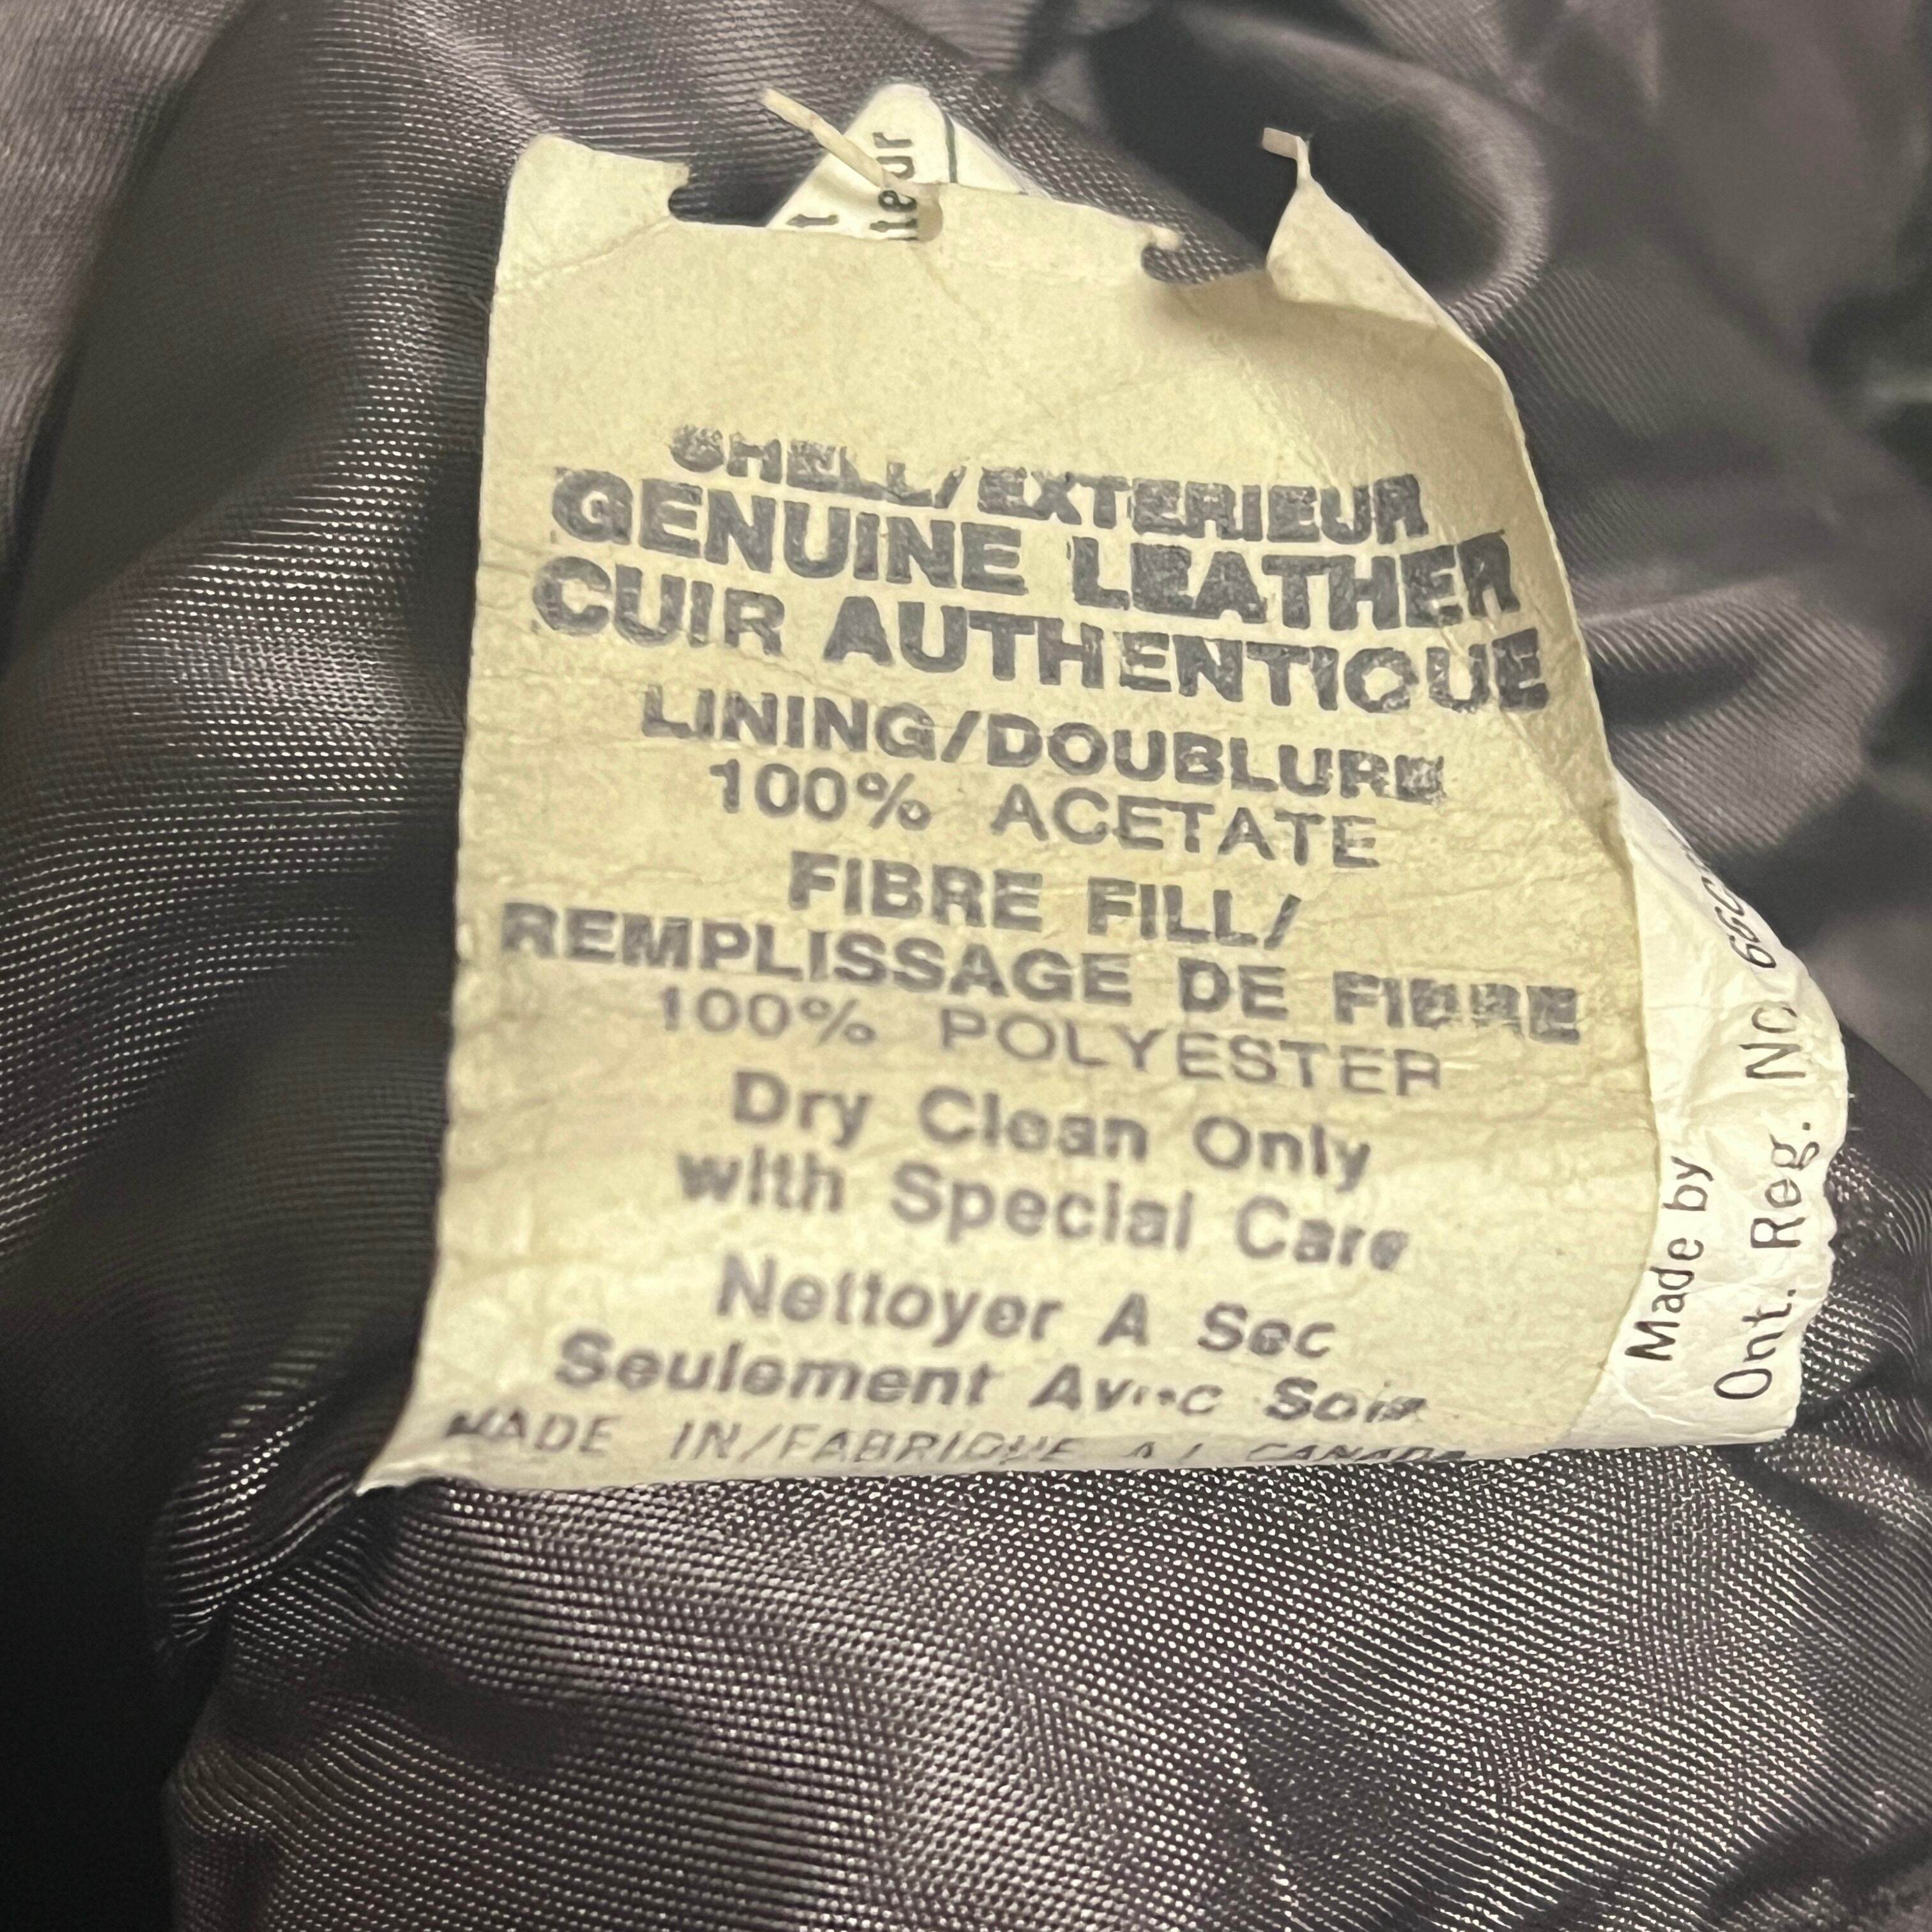 SHELL/EXTERIEUR
GENUINE LEATHER
CUIR AUTHENTIQUE
LINING/DOUBLURE
100% ACETATE
FIBRE FILL/
REMPLISSAGE DE FIBRE
100% POLYESTER
Dry Clean Only
with Special Care
Nettoyer A Sec
Seulement Avec Soin
MADE IN/FABRIQUE AU CANADA
Made by
Ont. Reg. No.